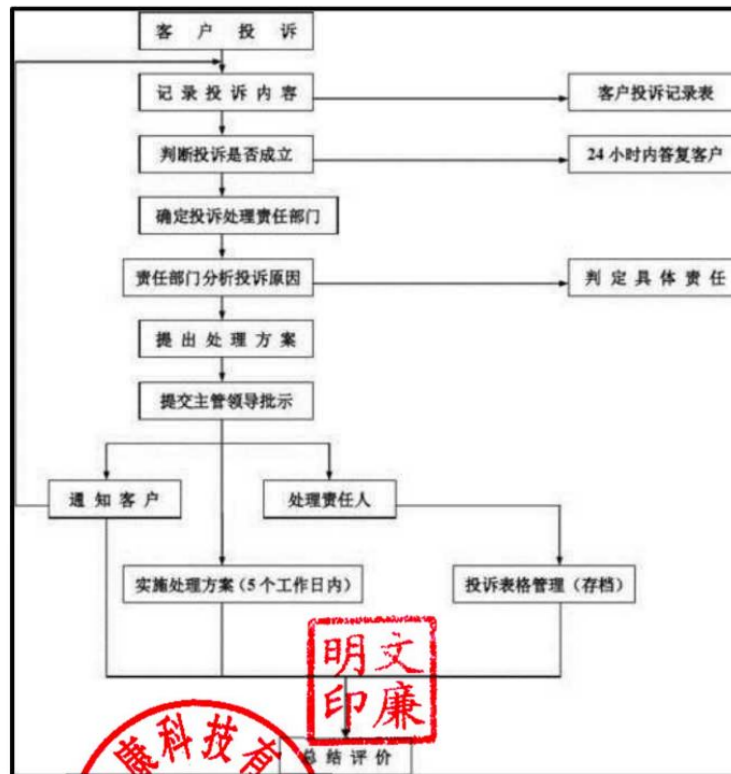 客户投诉
记录投诉内容
客户投诉记录表
判断投诉是否成立
24小时内答复客户
确定投诉处理责任部门
责任部门分析投诉原因
判定具体责任
提出处理方案
提交主管领导批示
通知客户
处理责任人
实施处理方案（5个工作日内）
投诉表格管理（存档）
明文
印廉
康科技有
总结评价